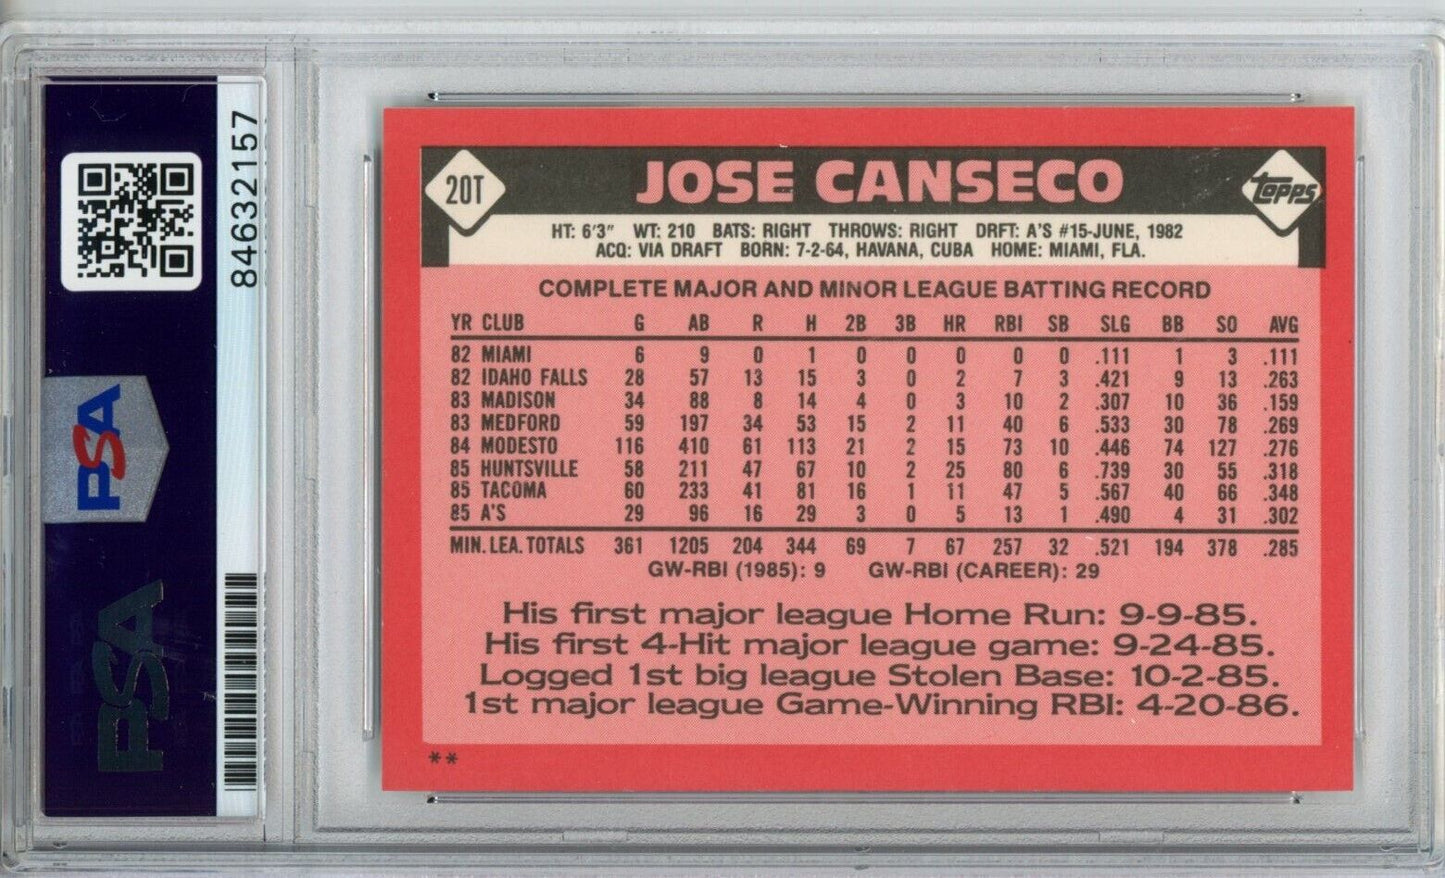 84632157
PSA
PSA
20T
JOSE CANSECO
TOPPS
HT: 6'3" WT: 210 BATS: RIGHT THROWS: RIGHT DRFT: A'S #15-JUNE, 1982
ACQ: VIA DRAFT BORN: 7-2-64, HAVANA, CUBA HOME: MIAMI, FLA.
COMPLETE MAJOR AND MINOR LEAGUE BATTING RECORD
YR CLUB G AB R H 2B 3B HR RBI SB SLG BB SO AVG
82 MIAMI 6 9 0 1 0 0 0 0 0 .111 1 3 .111
82 IDAHO FALLS 28 57 13 15 3 0 2 7 3 .421 9 13 .263
83 MADISON 34 88 8 14 4 0 3 10 2 .307 10 36 .159
83 MEDFORD 59 197 34 53 15 2 11 40 6 .533 30 78 .269
84 MODESTO 116 410 61 113 21 2 15 73 10 .446 74 127 .276
85 HUNTSVILLE 58 211 47 67 10 2 25 80 6 .739 30 55 .318
85 TACOMA 60 233 41 81 16 1 11 47 5 .567 40 66 .348
85 A'S 29 96 16 29 3 0 5 13 1 .490 4 31 .302
MIN. LEA. TOTALS 361 1205 204 344 69 7 67 257 32 .521 194 378 .285
GW-RBI (1985): 9 GW-RBI (CAREER): 29
His first major league Home Run: 9-9-85.
His first 4-Hit major league game: 9-24-85.
Logged 1st big league Stolen Base: 10-2-85.
1st major league Game-Winning RBI: 4-20-86.
**